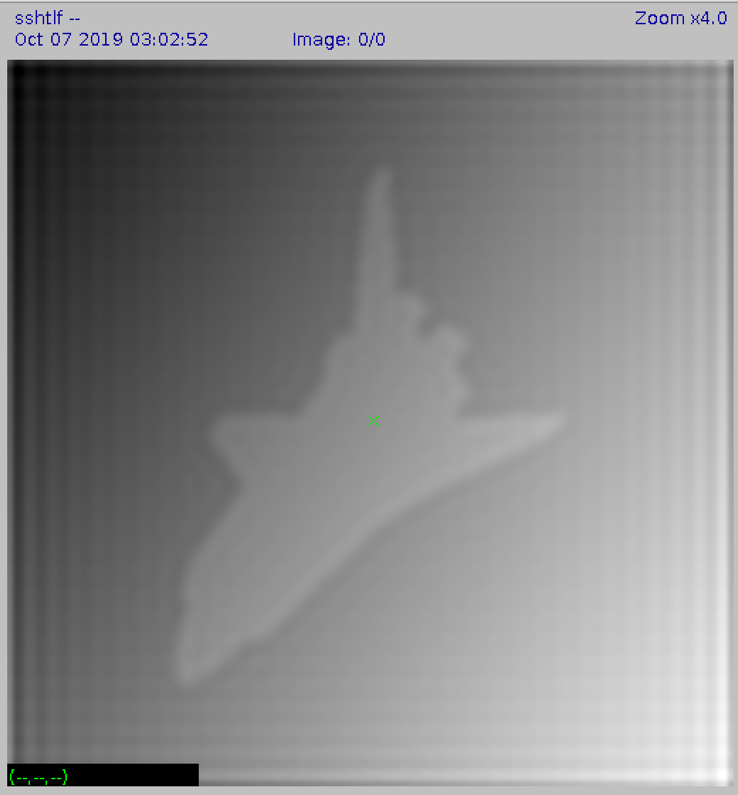 sshtlf --
Zoom x4.0
Oct 07 2019 03:02:52
Image: 0/0
(--,--,--)